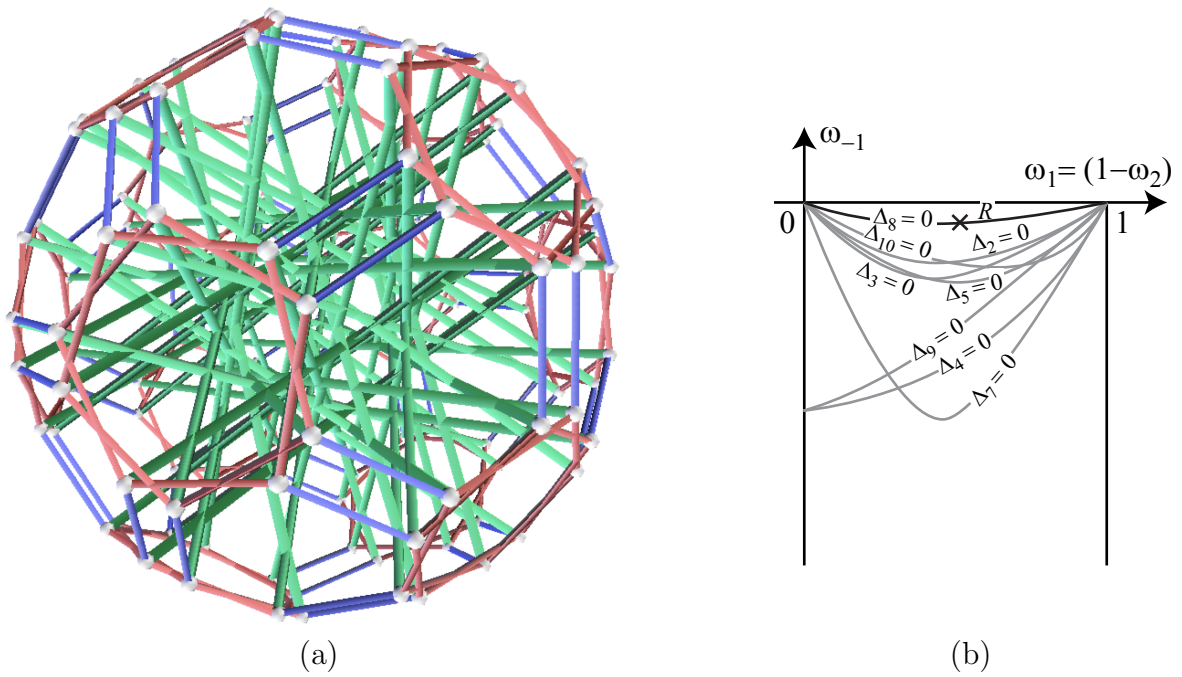 ω₋₁
ω₁= (1−ω₂)
0
1
R
Δ₈ = 0
Δ₁₀ = 0
Δ₂ = 0
Δ₃ = 0
Δ₅ = 0
Δ₉ = 0
Δ₄ = 0
Δ₇ = 0
(a)
(b)